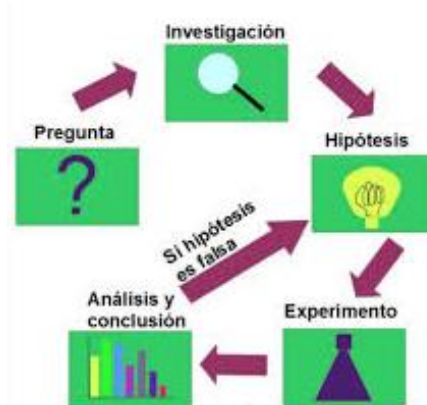 Investigación
Pregunta
?
Hipótesis
Si hipótesis
es falsa
Análisis y
conclusión
Experimento